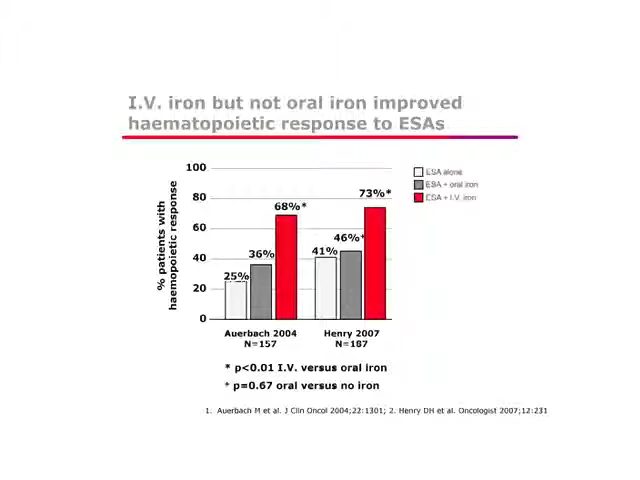 I.V. iron but not oral iron improved
haematopoietic response to ESAs
% patients with
haemopoietic response
100
80
60
40
20
0
25%
36%
68%*
41%
46%*
73%*
ESA alone
ESA + oral iron
ESA + I.V. iron
Auerbach 2004
N=157
Henry 2007
N=187
* p<0.01 I.V. versus oral iron
* p=0.67 oral versus no iron
1. Auerbach M et al. J Clin Oncol 2004;22:1301; 2. Henry DH et al. Oncologist 2007;12:231